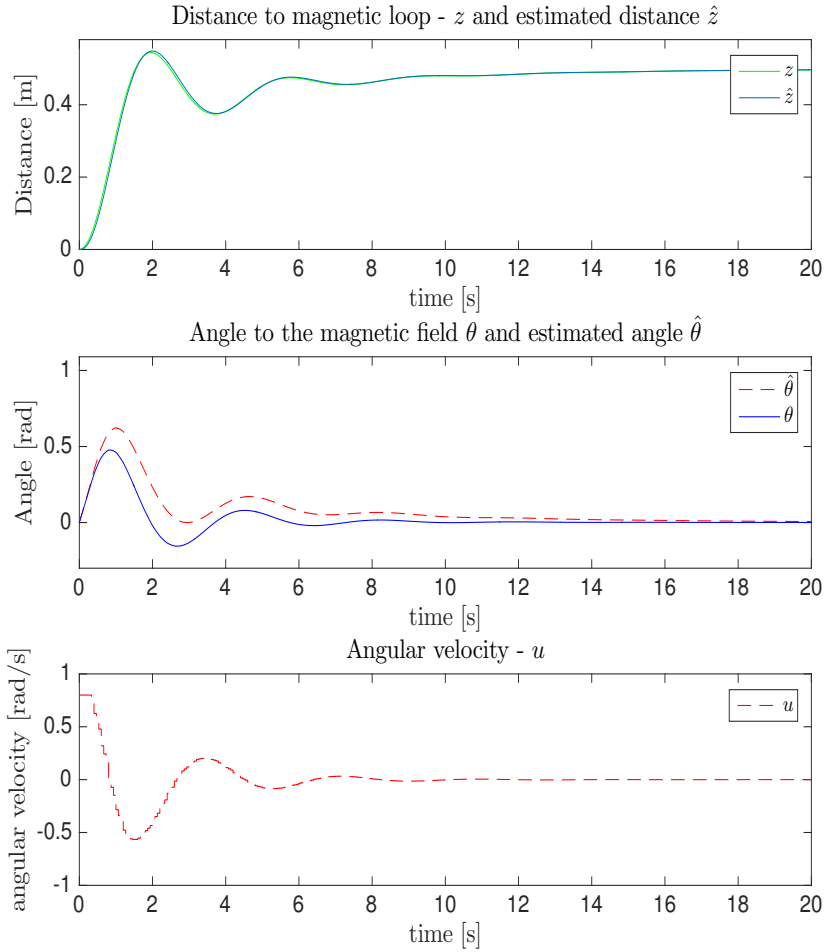 Distance to magnetic loop - z and estimated distance ẑ
Distance [m]
0.4
0.2
0
z
ẑ
0 2 4 6 8 10 12 14 16 18 20
time [s]
Angle to the magnetic field θ and estimated angle θ̂
Angle [rad]
1
0.5
0
θ̂
θ
0 2 4 6 8 10 12 14 16 18 20
time [s]
Angular velocity - u
angular velocity [rad/s]
1
0.5
0
-0.5
-1
u
0 2 4 6 8 10 12 14 16 18 20
time [s]